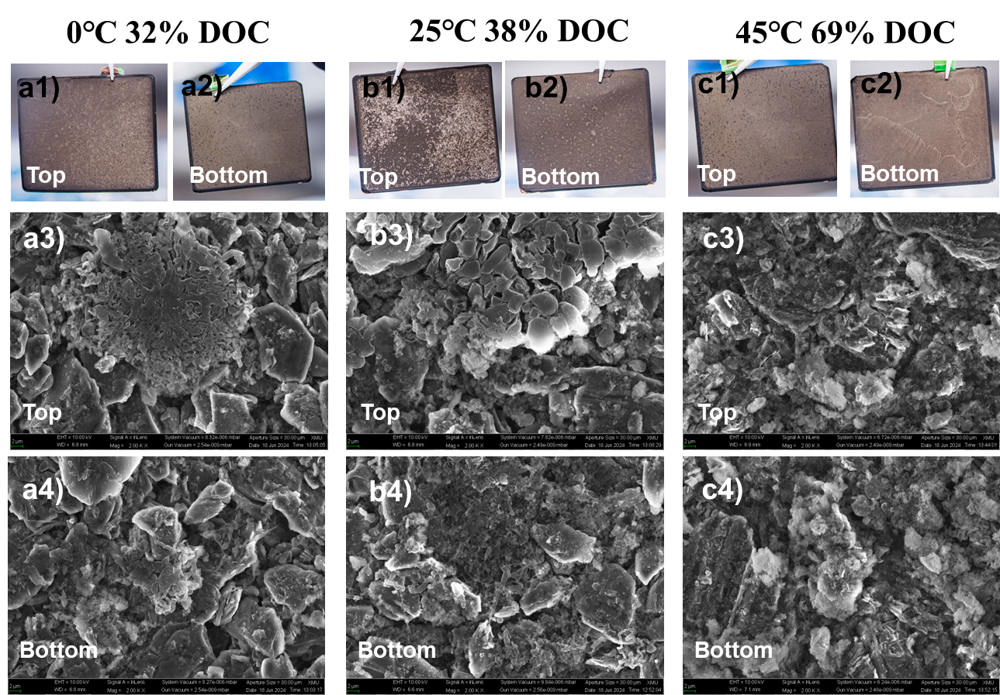 0℃ 32% DOC
25℃ 38% DOC
45℃ 69% DOC
a1)
Top
a2)
Bottom
b1)
Top
b2)
Bottom
c1)
Top
c2)
Bottom
a3)
Top
2 µm
EHT = 10.00 kV
WD = 6.8 mm
Signal A = InLens
Mag = 2.00 K X
System Vacuum = 8.32e-006 mbar
Gun Vacuum = 2.54e-009 mbar
Aperture Size = 30.00 µm
XMU
Date :18 Jun 2024 Time :13:05:05
b3)
Top
2 µm
EHT = 10.00 kV
WD = 6.8 mm
Signal A = InLens
Mag = 2.00 K X
System Vacuum = 7.82e-006 mbar
Gun Vacuum = 2.49e-009 mbar
Aperture Size = 30.00 µm
XMU
Date :18 Jun 2024 Time :13:08:29
c3)
Top
2 µm
EHT = 10.00 kV
WD = 6.9 mm
Signal A = InLens
Mag = 2.00 K X
System Vacuum = 6.72e-006 mbar
Gun Vacuum = 2.49e-009 mbar
Aperture Size = 30.00 µm
XMU
Date :18 Jun 2024 Time :13:44:01
a4)
Bottom
2 µm
EHT = 10.00 kV
WD = 6.8 mm
Signal A = InLens
Mag = 2.00 K X
System Vacuum = 8.27e-006 mbar
Gun Vacuum = 2.54e-009 mbar
Aperture Size = 30.00 µm
XMU
Date :18 Jun 2024 Time :13:03:17
b4)
Bottom
2 µm
EHT = 10.00 kV
WD = 6.6 mm
Signal A = InLens
Mag = 2.00 K X
System Vacuum = 9.84e-006 mbar
Gun Vacuum = 2.56e-009 mbar
Aperture Size = 30.00 µm
XMU
Date :18 Jun 2024 Time :12:52:04
c4)
Bottom
2 µm
EHT = 10.00 kV
WD = 7.1 mm
Signal A = InLens
Mag = 2.00 K X
System Vacuum = 6.24e-006 mbar
Gun Vacuum = 2.48e-009 mbar
Aperture Size = 30.00 µm
XMU
Date :18 Jun 2024 Time :13:52:15